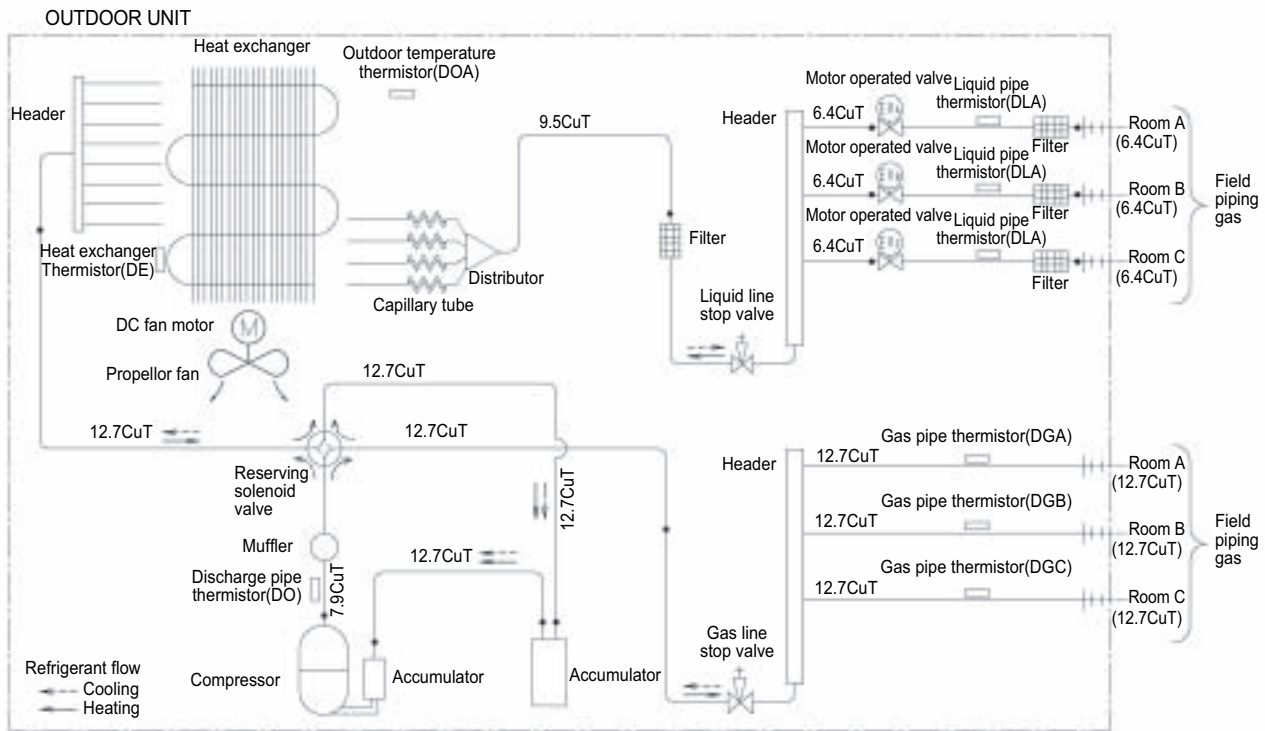 OUTDOOR UNIT
Heat exchanger
Outdoor temperature
thermistor(DOA)
Header
Heat exchanger
Thermistor(DE)
DC fan motor
M
Propellor fan
Capillary tube
Distributor
9.5CuT
Filter
Liquid line
stop valve
Header
Motor operated valve
6.4CuT
Liquid pipe
thermistor(DLA)
Filter
Room A
(6.4CuT)
Motor operated valve
6.4CuT
Liquid pipe
thermistor(DLA)
Filter
Room B
(6.4CuT)
Motor operated valve
6.4CuT
Liquid pipe
thermistor(DLA)
Filter
Room C
(6.4CuT)
Field
piping
gas
12.7CuT
12.7CuT
12.7CuT
Reserving
solenoid
valve
12.7CuT
Muffler
12.7CuT
Discharge pipe
thermistor(DO)
7.9CuT
Compressor
Accumulator
Accumulator
Gas line
stop valve
Header
12.7CuT
Gas pipe thermistor(DGA)
Room A
(12.7CuT)
12.7CuT
Gas pipe thermistor(DGB)
Room B
(12.7CuT)
12.7CuT
Gas pipe thermistor(DGC)
Room C
(12.7CuT)
Field
piping
gas
Refrigerant flow
Cooling
Heating